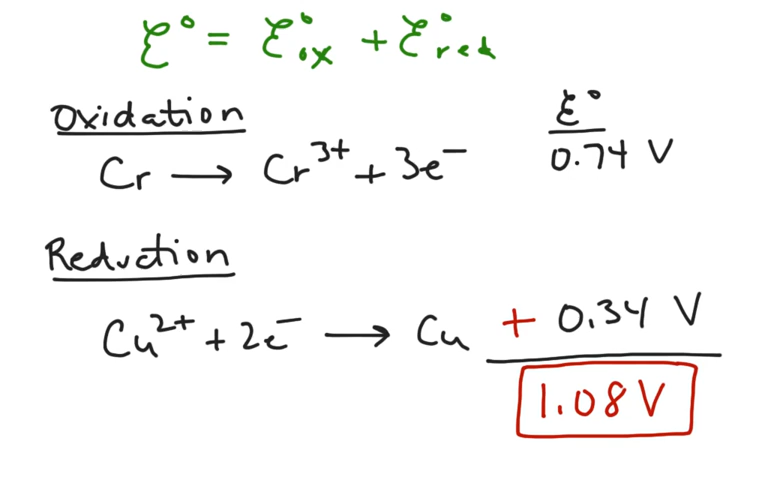 ℰ° = ℰ°ox + ℰ°red
Oxidation ℰ°
Cr → Cr³⁺ + 3e⁻ 0.74 V
Reduction
Cu²⁺ + 2e⁻ → Cu + 0.34 V
1.08 V